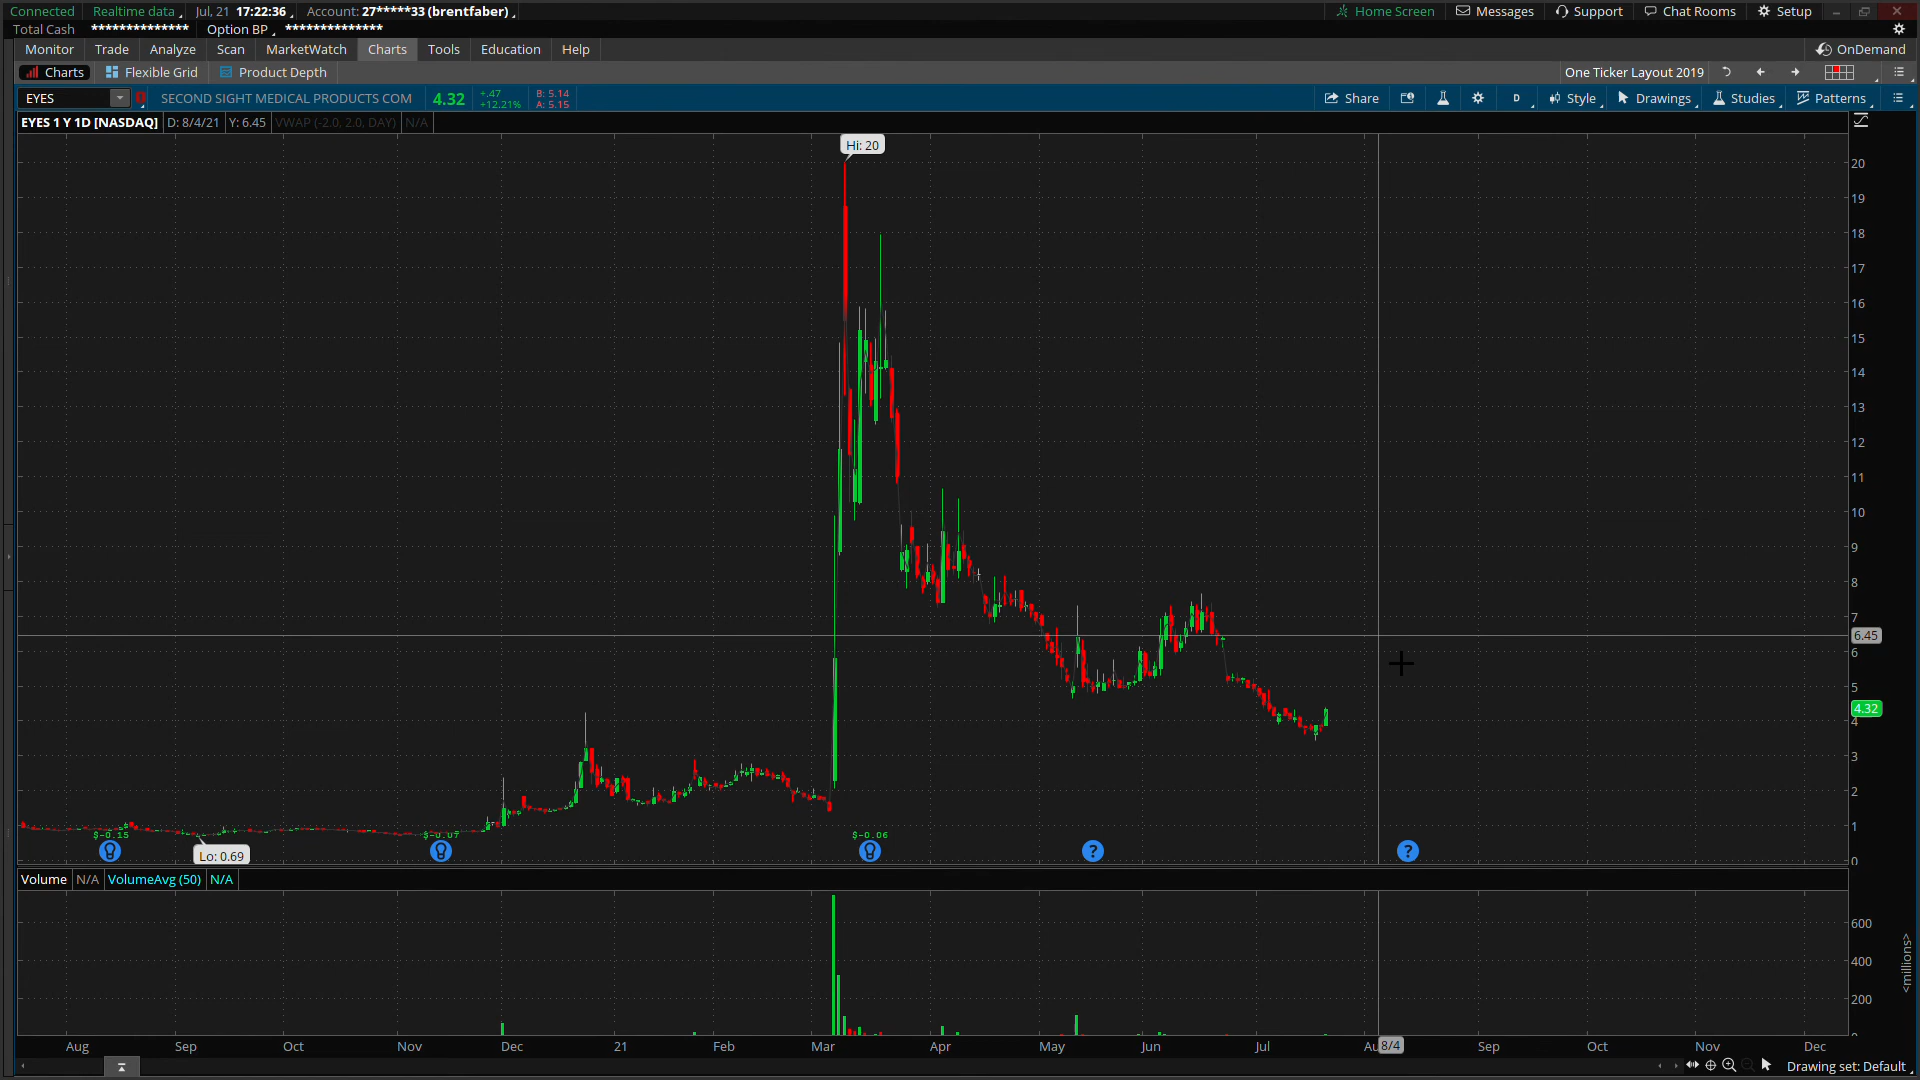 Connected Realtime data Jul, 21 17:22:36 Account: 27*****33 (brentfaber) Home Screen Messages Support Chat Rooms Setup
Total Cash ************** Option BP **************
Monitor Trade Analyze Scan MarketWatch Charts Tools Education Help OnDemand
Charts Flexible Grid Product Depth One Ticker Layout 2019
EYES SECOND SIGHT MEDICAL PRODUCTS COM 4.32 +.47 +12.21% B: 5.14 A: 5.15 Share D Style Drawings Studies Patterns
EYES 1 Y 1D [NASDAQ] D: 8/4/21 Y: 6.45 VWAP (-2.0, 2.0, DAY) N/A
Hi: 20
20
19
18
17
16
15
14
13
12
11
10
9
8
7
6.45
6
5
4.32
4
3
2
1
$-0.15 $-0.07 $-0.06
Lo: 0.69
? ?
0
Volume N/A VolumeAvg (50) N/A
600
400
200
<millions>
0
Aug Sep Oct Nov Dec 21 Feb Mar Apr May Jun Jul Au 8/4 Sep Oct Nov Dec
Drawing set: Default